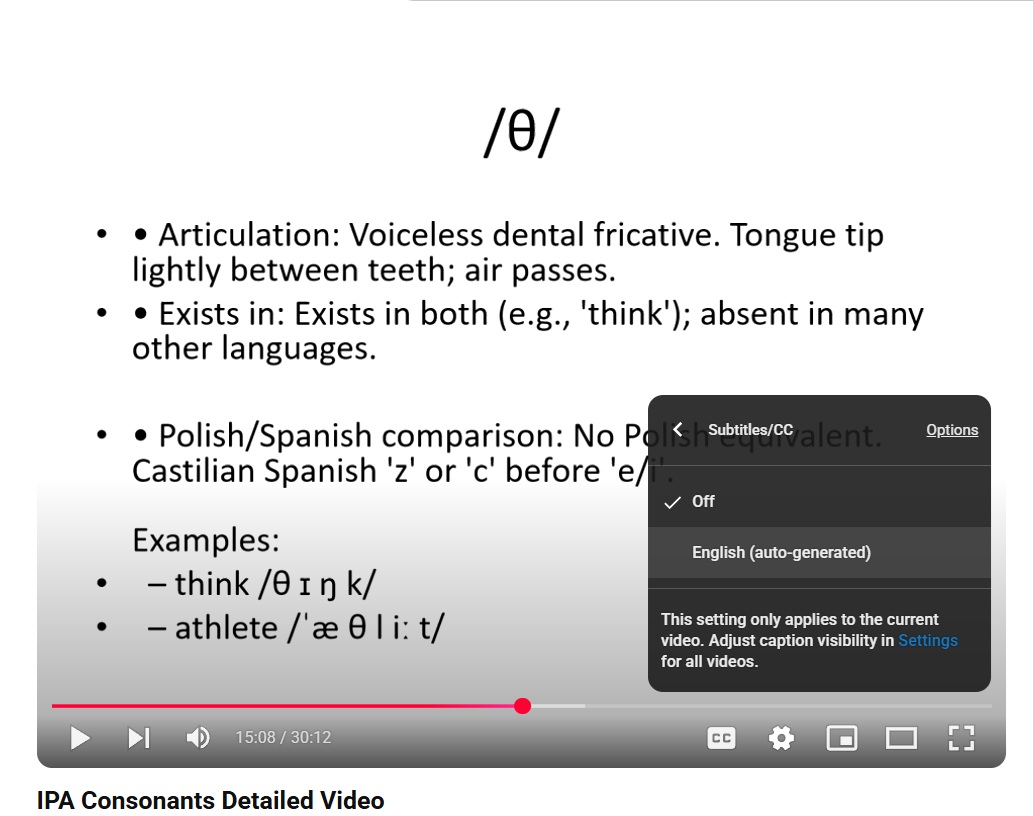 /θ/
• • Articulation: Voiceless dental fricative. Tongue tip
lightly between teeth; air passes.
• • Exists in: Exists in both (e.g., 'think'); absent in many
other languages.
• • Polish/Spanish comparison: No Polish equivalent.
Castilian Spanish 'z' or 'c' before 'e/i'.
Examples:
• – think /θ ɪ ŋ k/
• – athlete /ˈæ θ l iː t/
Subtitles/CC Options
Off
English (auto-generated)
This setting only applies to the current
video. Adjust caption visibility in Settings
for all videos.
15:08 / 30:12
CC
IPA Consonants Detailed Video